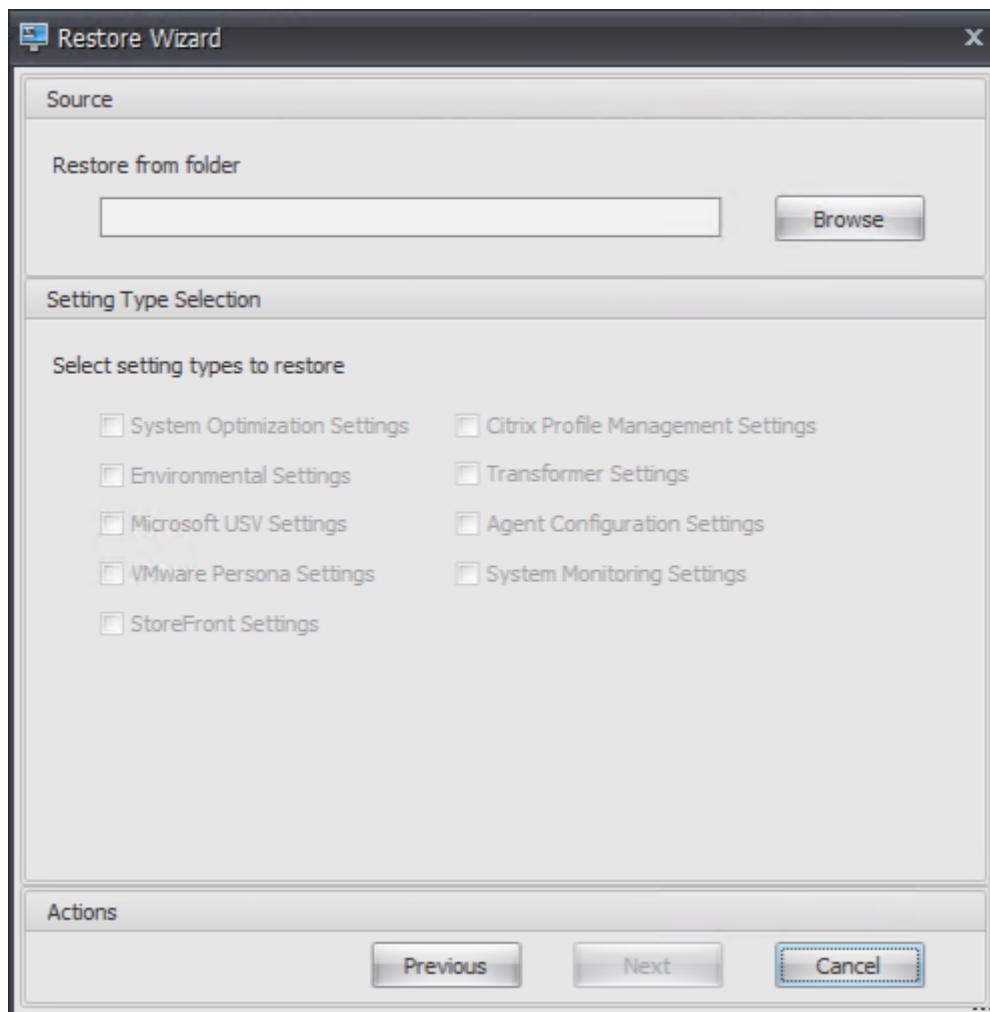 Restore Wizard
x
Source
Restore from folder
Browse
Setting Type Selection
Select setting types to restore
System Optimization Settings
Citrix Profile Management Settings
Environmental Settings
Transformer Settings
Microsoft USV Settings
Agent Configuration Settings
VMware Persona Settings
System Monitoring Settings
StoreFront Settings
Actions
Previous
Next
Cancel